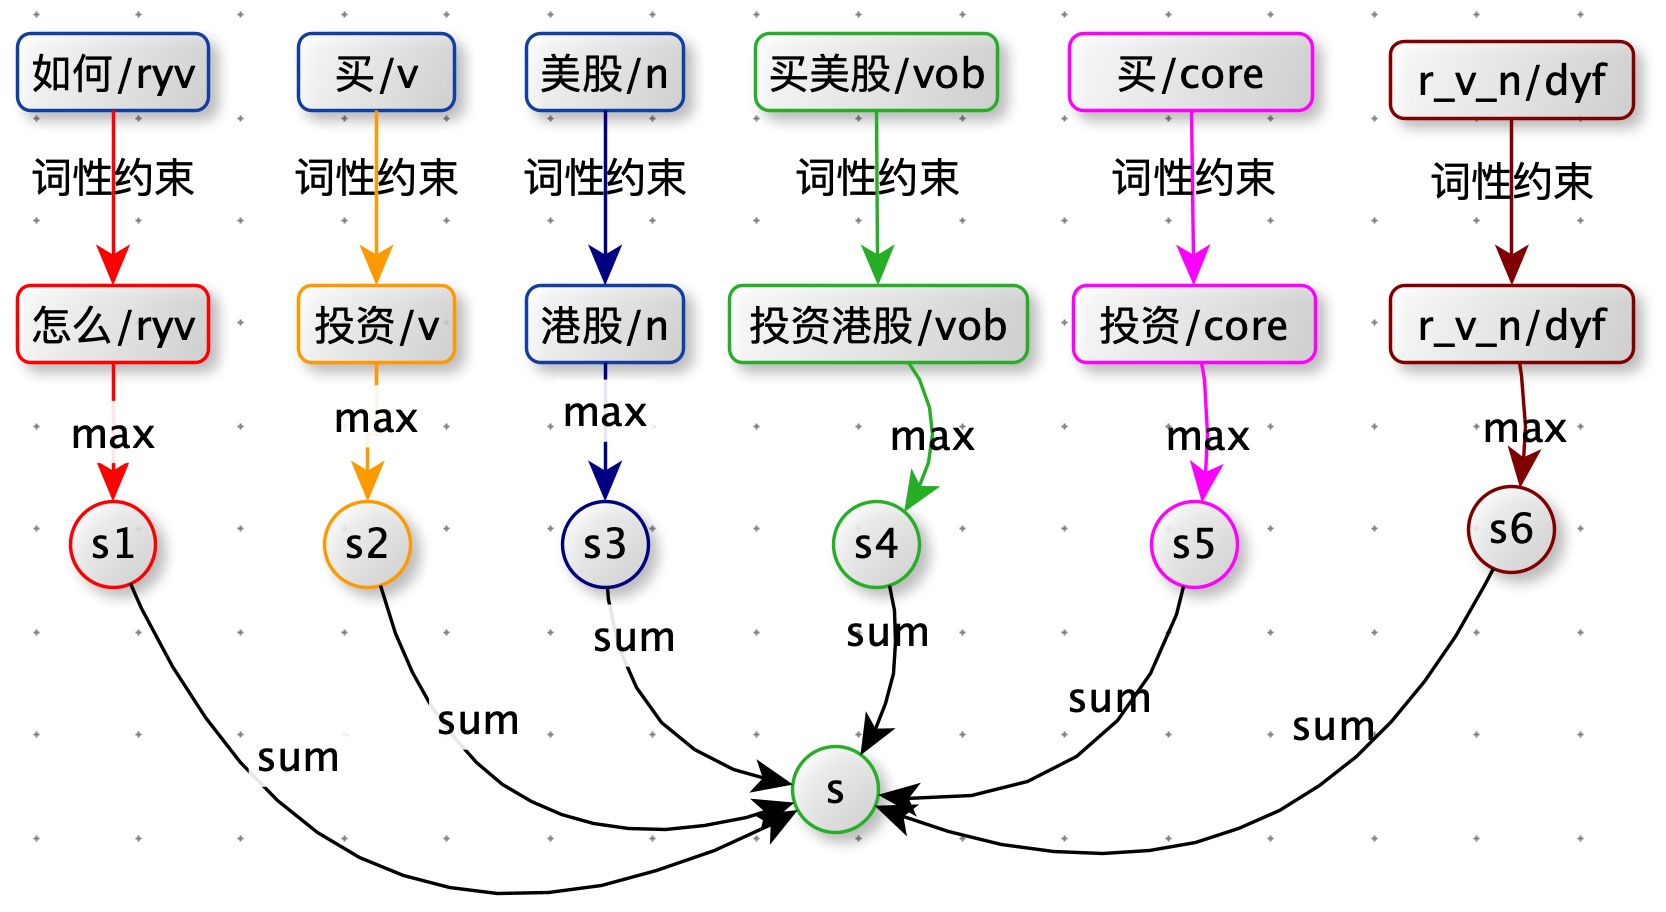 如何/ryv 买/v 美股/n 买美股/vob 买/core r_v_n/dyf
词性约束 词性约束 词性约束 词性约束 词性约束 词性约束
怎么/ryv 投资/v 港股/n 投资港股/vob 投资/core r_v_n/dyf
max max max max max max
s1 s2 s3 s4 s5 s6
sum sum sum sum sum sum
s